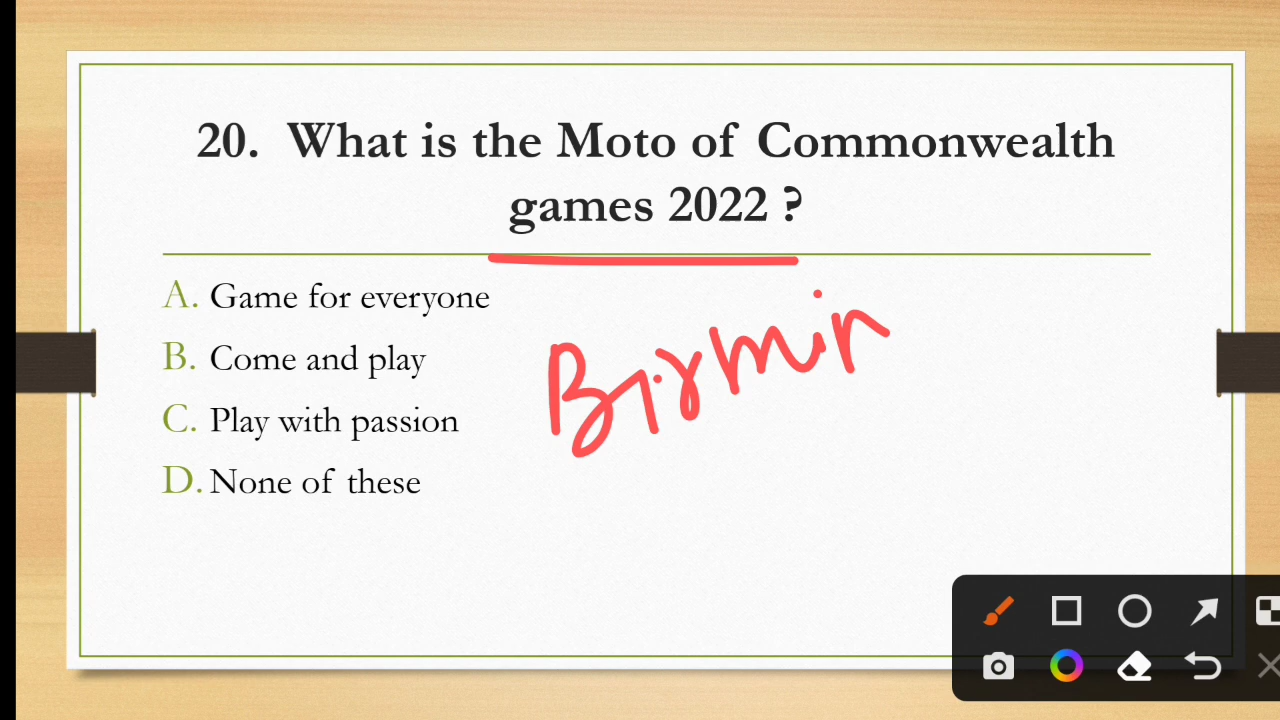 20. What is the Moto of Commonwealth
games 2022 ?
A. Game for everyone
B. Come and play
C. Play with passion
D. None of these
Birmin